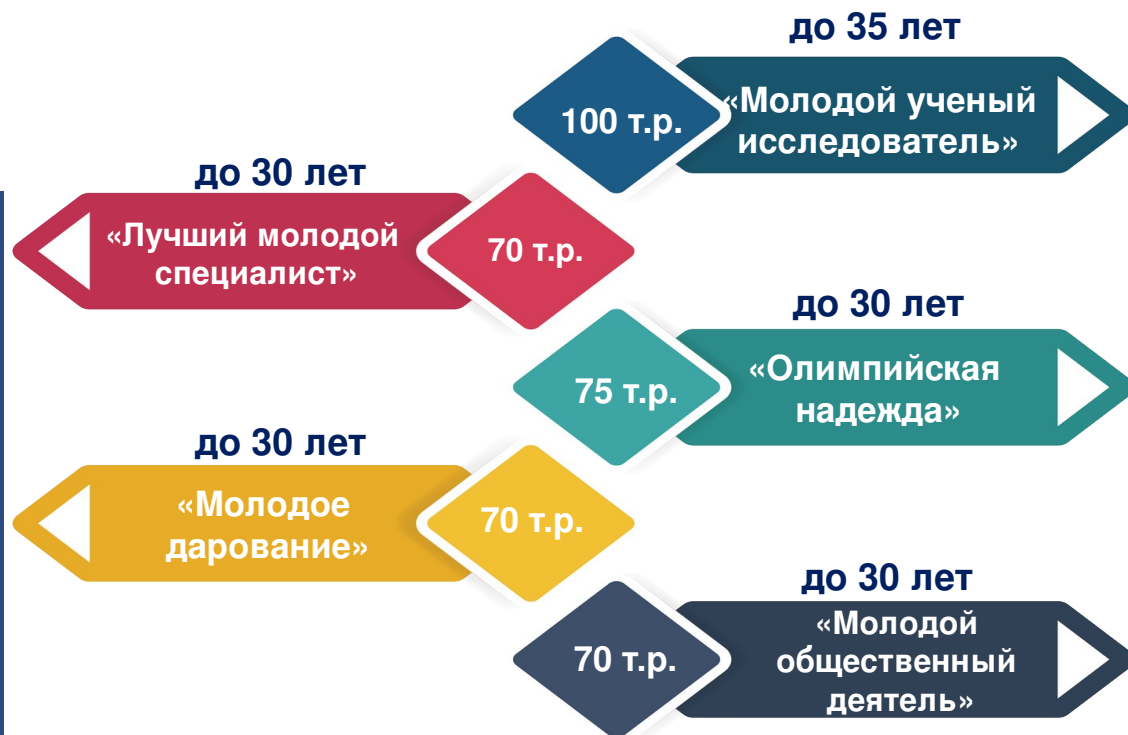 до 35 лет
100 т.р.
«Молодой ученый
исследователь»
до 30 лет
«Лучший молодой
специалист»
70 т.р.
до 30 лет
75 т.р.
«Олимпийская
надежда»
до 30 лет
«Молодое
дарование»
70 т.р.
до 30 лет
70 т.р.
«Молодой
общественный
деятель»